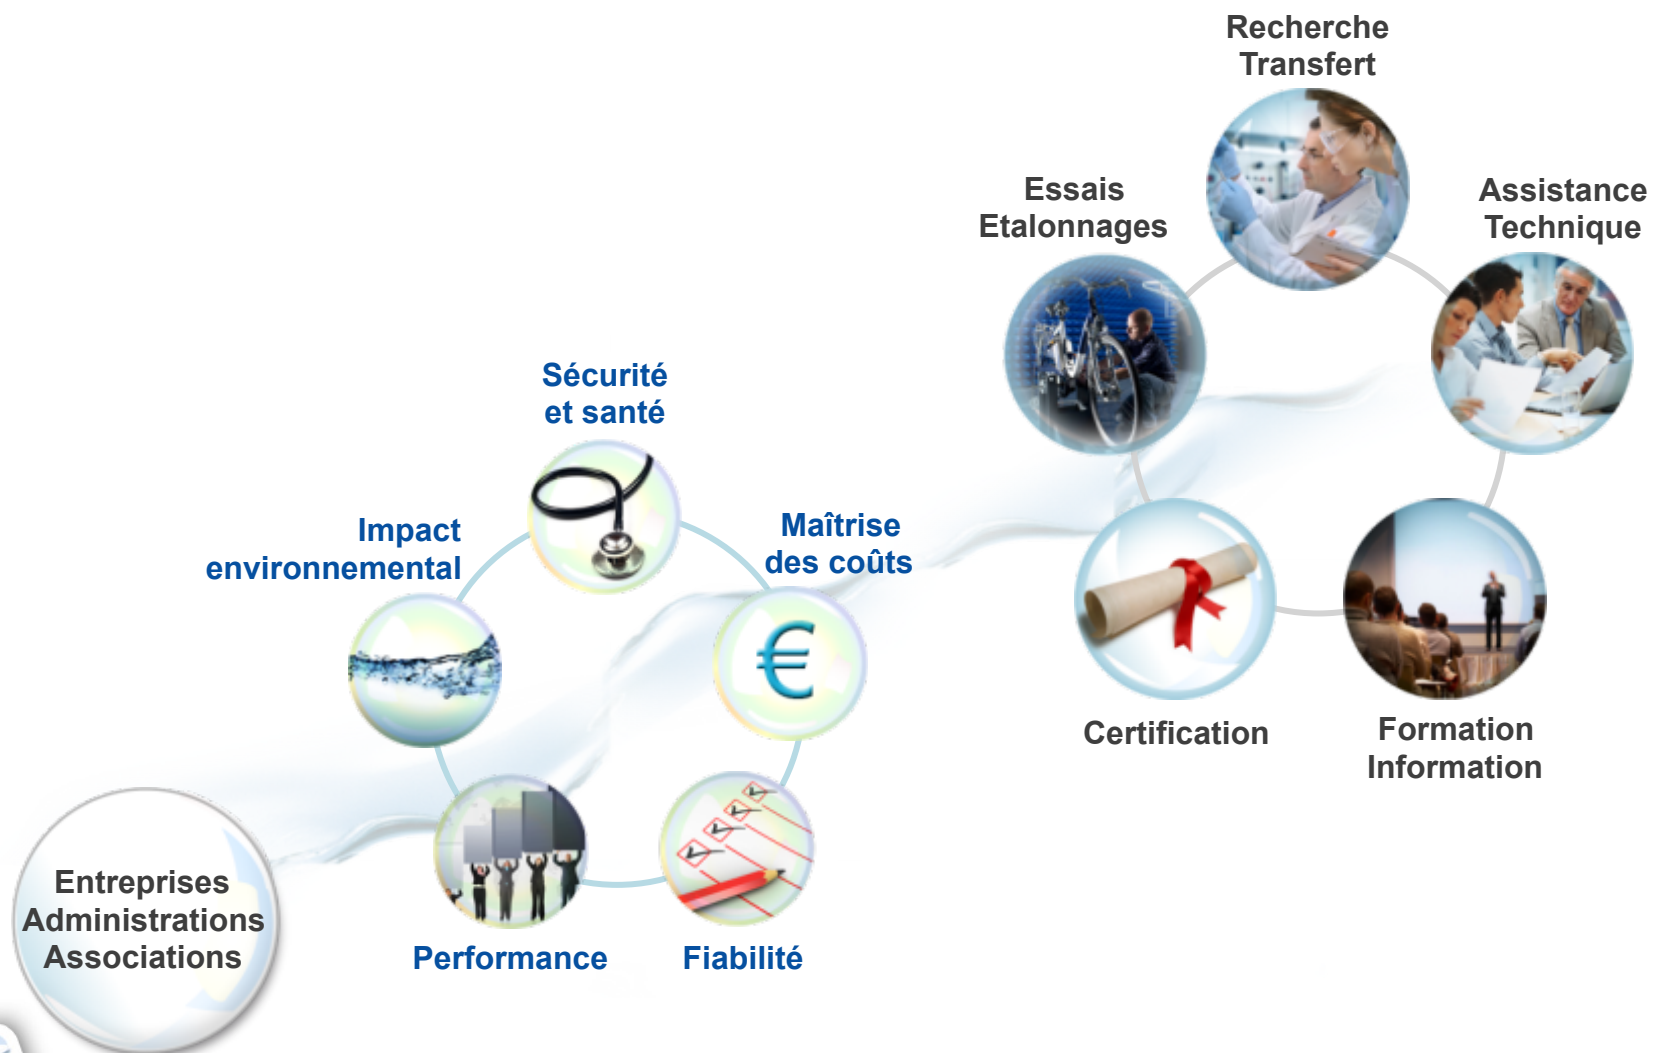 Recherche
Transfert
Essais
Etalonnages
Assistance
Technique
Sécurité
et santé
Impact
environnemental
Maîtrise
des coûts
€
Certification
Formation
Information
Entreprises
Administrations
Associations
Performance
Fiabilité